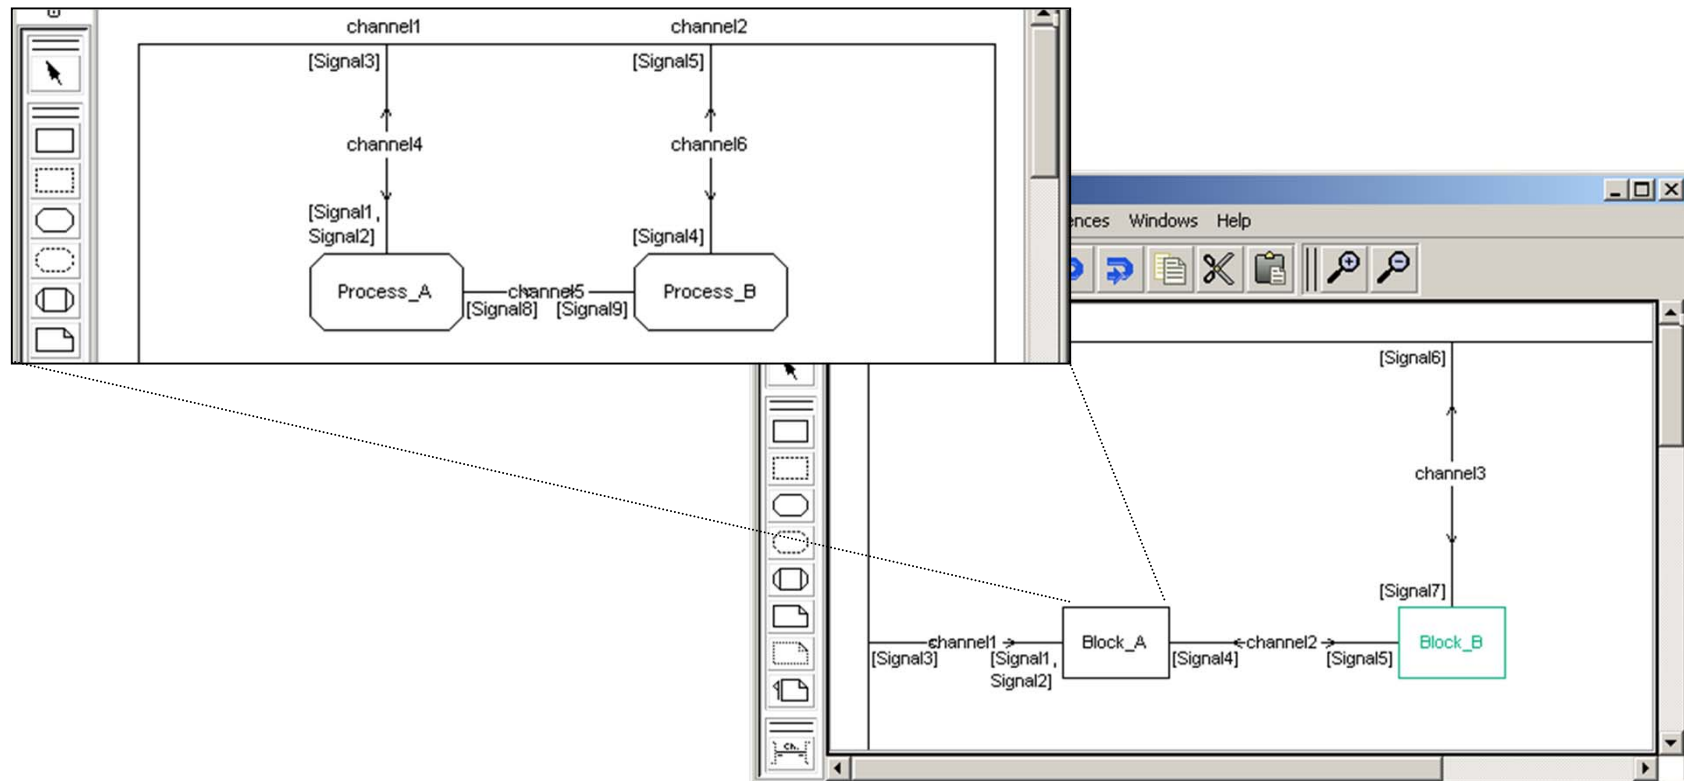 channel1 channel2
[Signal3] [Signal5]
channel4 channel6
[Signal1,
Signal2] [Signal4]
Process_A channel5 Process_B
[Signal8] [Signal9]
ences Windows Help
[Signal6]
channel3
[Signal7]
channel1 Block_A channel2 Block_B
[Signal3] [Signal1, [Signal4] [Signal5]
Signal2]
Ch.